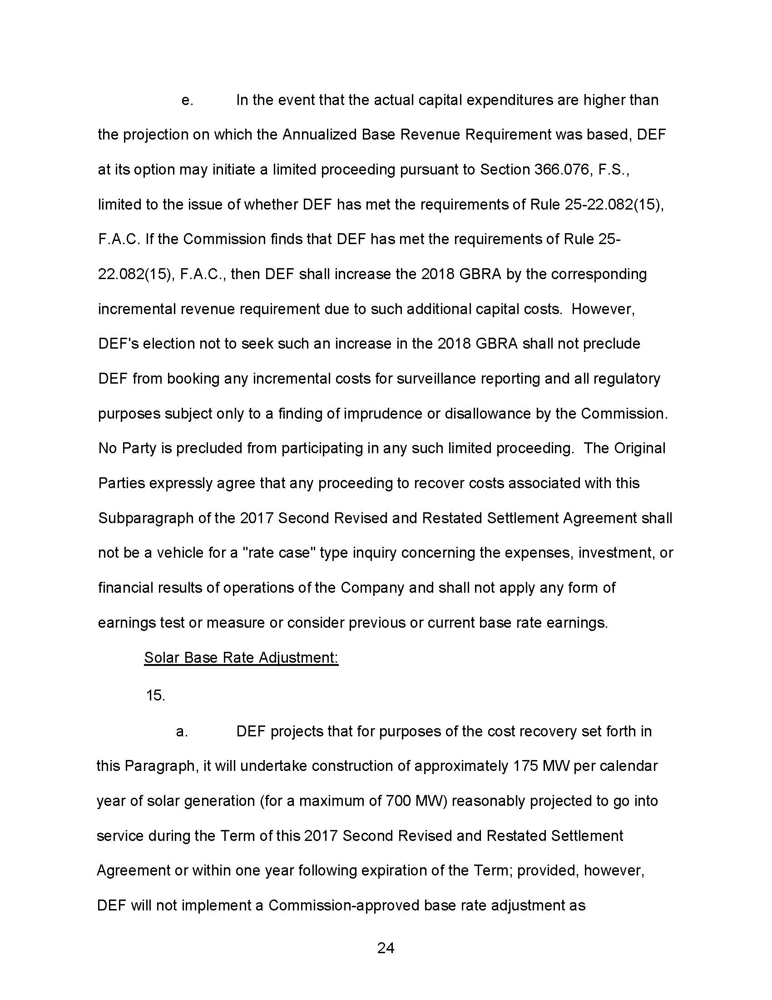 e. In the event that the actual capital expenditures are higher than
the projection on which the Annualized Base Revenue Requirement was based, DEF
at its option may initiate a limited proceeding pursuant to Section 366.076, F.S.,
limited to the issue of whether DEF has met the requirements of Rule 25-22.082(15),
F.A.C. If the Commission finds that DEF has met the requirements of Rule 25-
22.082(15), F.A.C., then DEF shall increase the 2018 GBRA by the corresponding
incremental revenue requirement due to such additional capital costs.  However,
DEF's election not to seek such an increase in the 2018 GBRA shall not preclude
DEF from booking any incremental costs for surveillance reporting and all regulatory
purposes subject only to a finding of imprudence or disallowance by the Commission.
No Party is precluded from participating in any such limited proceeding.  The Original
Parties expressly agree that any proceeding to recover costs associated with this
Subparagraph of the 2017 Second Revised and Restated Settlement Agreement shall
not be a vehicle for a "rate case" type inquiry concerning the expenses, investment, or
financial results of operations of the Company and shall not apply any form of
earnings test or measure or consider previous or current base rate earnings.
Solar Base Rate Adjustment:
15.
a. DEF projects that for purposes of the cost recovery set forth in
this Paragraph, it will undertake construction of approximately 175 MW per calendar
year of solar generation (for a maximum of 700 MW) reasonably projected to go into
service during the Term of this 2017 Second Revised and Restated Settlement
Agreement or within one year following expiration of the Term; provided, however,
DEF will not implement a Commission-approved base rate adjustment as
24